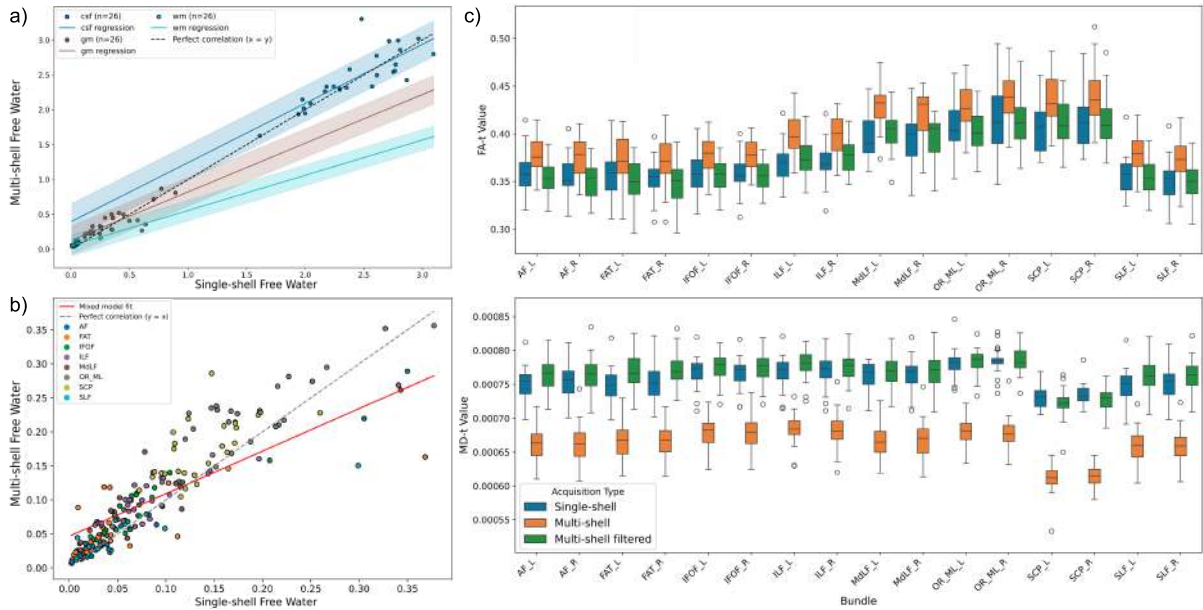 a)
csf (n=26)
csf regression
gm (n=26)
gm regression
wm (n=26)
wm regression
Perfect correlation (x = y)
Multi-shell Free Water
3.0
2.5
2.0
1.5
1.0
0.5
0.0
0.0 0.5 1.0 1.5 2.0 2.5 3.0
Single-shell Free Water
b)
Mixed model fit
Perfect correlation (y = x)
AF
FAT
IFOF
ILF
MdLF
OR_ML
SCP
SLF
Multi-shell Free Water
0.35
0.30
0.25
0.20
0.15
0.10
0.05
0.00
0.00 0.05 0.10 0.15 0.20 0.25 0.30 0.35
Single-shell Free Water
c)
FA-t Value
0.50
0.45
0.40
0.35
0.30
AF_L AF_R FAT_L FAT_R IFOF_L IFOF_R ILF_L ILF_R MdLF_L MdLF_R OR_ML_L OR_ML_R SCP_L SCP_R SLF_L SLF_R
MD-t Value
0.00085
0.00080
0.00075
0.00070
0.00065
0.00060
0.00055
Acquisition Type
Single-shell
Multi-shell
Multi-shell filtered
AF_L AF_R FAT_L FAT_R IFOF_L IFOF_R ILF_L ILF_R MdLF_L MdLF_R OR_ML_L OR_ML_R SCP_L SCP_R SLF_L SLF_R
Bundle